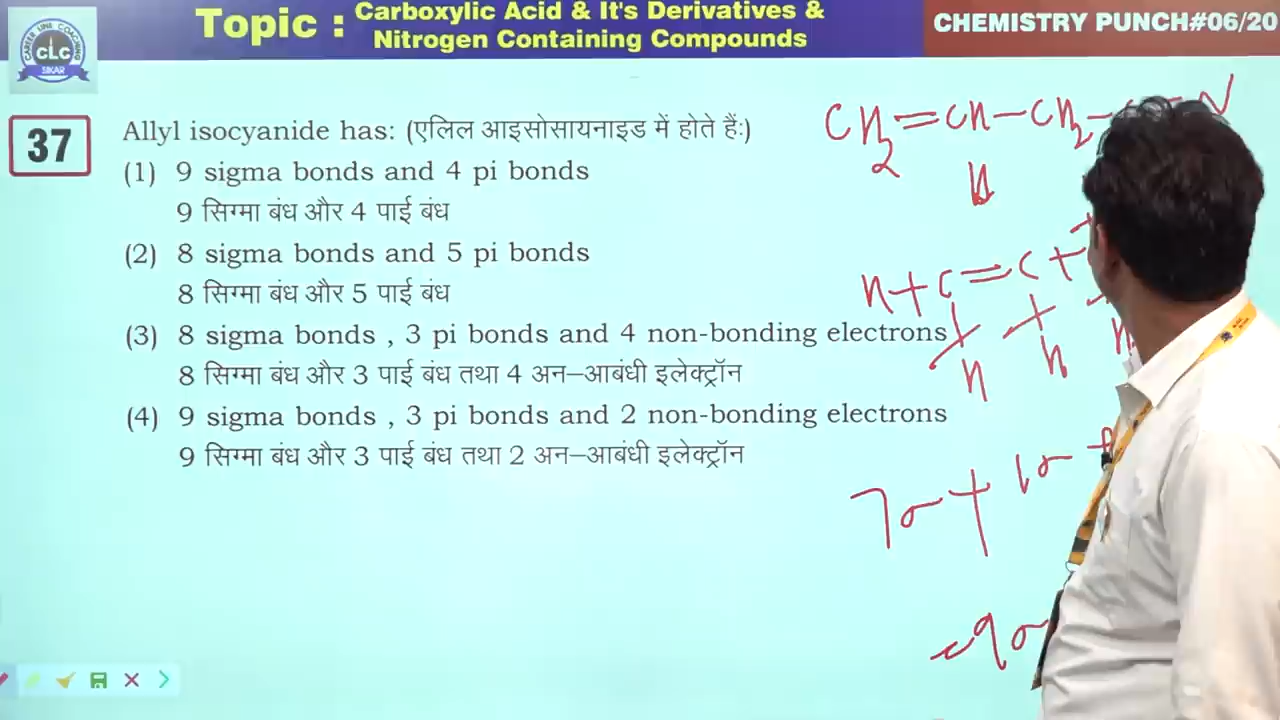 Topic :
Carboxylic Acid & It's Derivatives &
Nitrogen Containing Compounds
CHEMISTRY PUNCH#06/20
CAREER LINE COACHING
CLC
SIKAR
37
Allyl isocyanide has: (एलिल आइसोसायनाइड में होते हैंः)
(1) 9 sigma bonds and 4 pi bonds
9 सिग्मा बंध और 4 पाई बंध
(2) 8 sigma bonds and 5 pi bonds
8 सिग्मा बंध और 5 पाई बंध
(3) 8 sigma bonds , 3 pi bonds and 4 non-bonding electrons
8 सिग्मा बंध और 3 पाई बंध तथा 4 अन–आबंधी इलेक्ट्रॉन
(4) 9 sigma bonds , 3 pi bonds and 2 non-bonding electrons
9 सिग्मा बंध और 3 पाई बंध तथा 2 अन–आबंधी इलेक्ट्रॉन
CH2=CH–CH2–
H
H+C=C+
H H H
7σ+1σ+
9σ